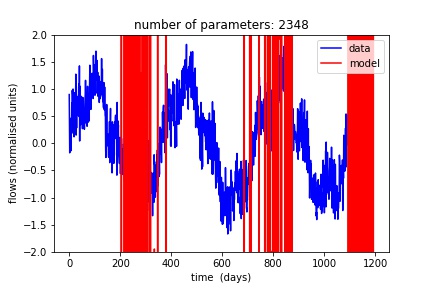 number of parameters: 2348
data
model
2.0
1.5
1.0
0.5
0.0
−0.5
−1.0
−1.5
−2.0
flows (normalised units)
0 200 400 600 800 1000 1200
time (days)